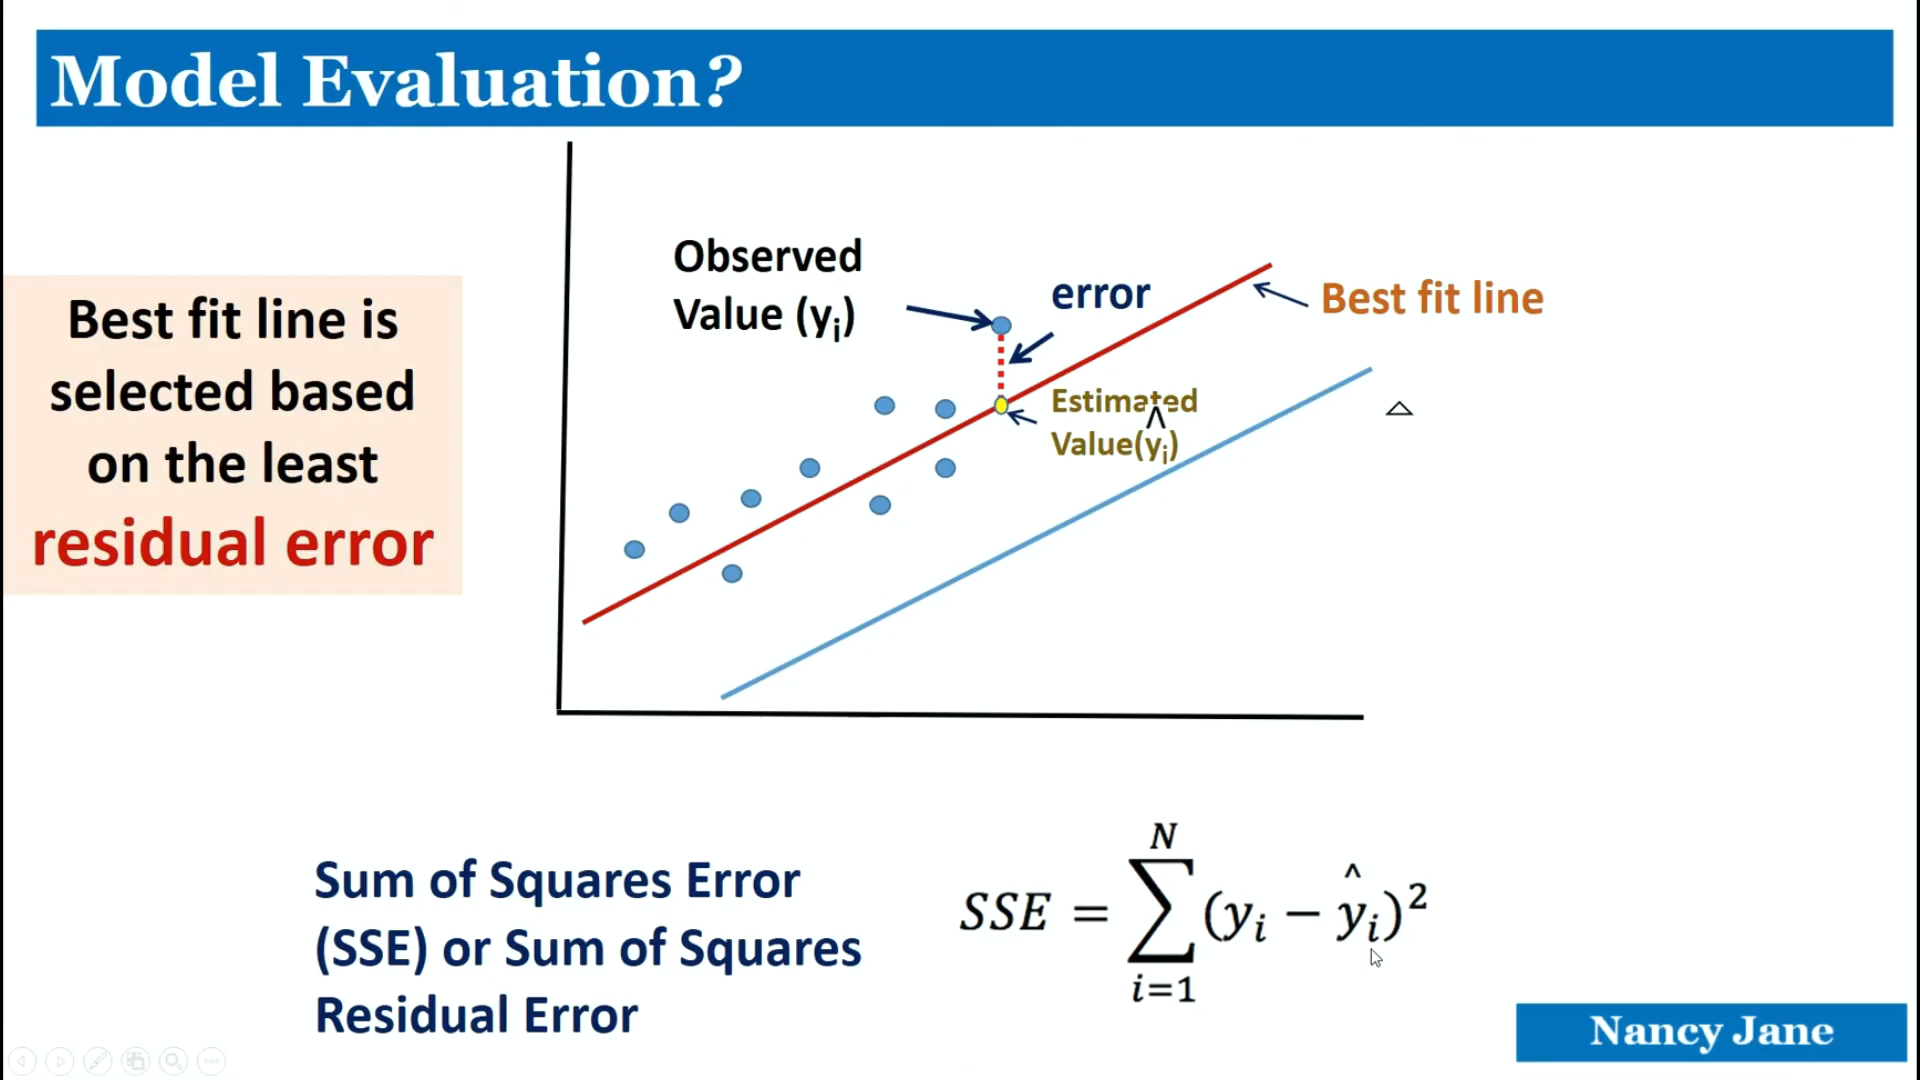 Model Evaluation?
Best fit line is
selected based
on the least
residual error
Observed
Value (yᵢ)
error
Best fit line
Estimated
Value(ŷᵢ)
Sum of Squares Error
(SSE) or Sum of Squares
Residual Error
SSE = ∑ᵢ₌₁ᴺ (yᵢ − ŷᵢ)²
Nancy Jane